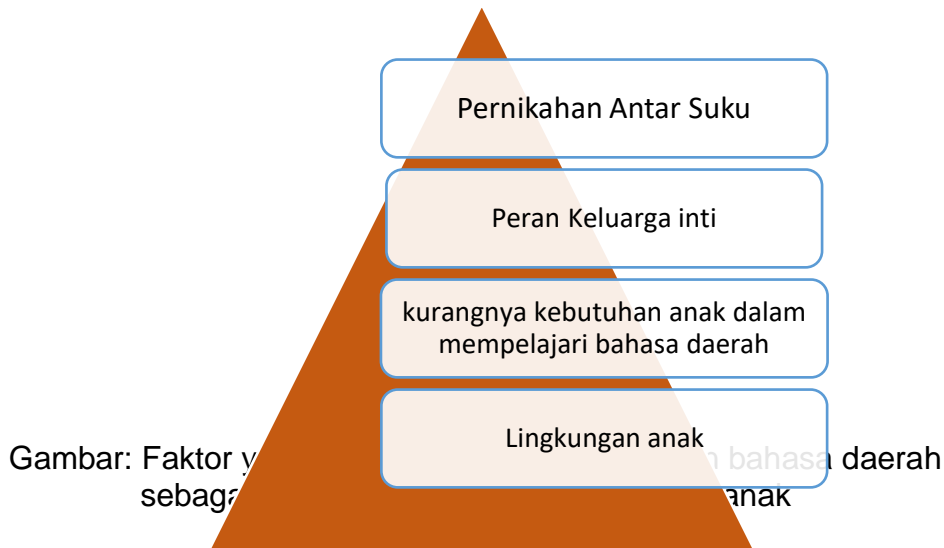 Pernikahan Antar Suku
Peran Keluarga inti
kurangnya kebutuhan anak dalam
mempelajari bahasa daerah
Lingkungan anak
Gambar: Faktor bahasa daerah
anak